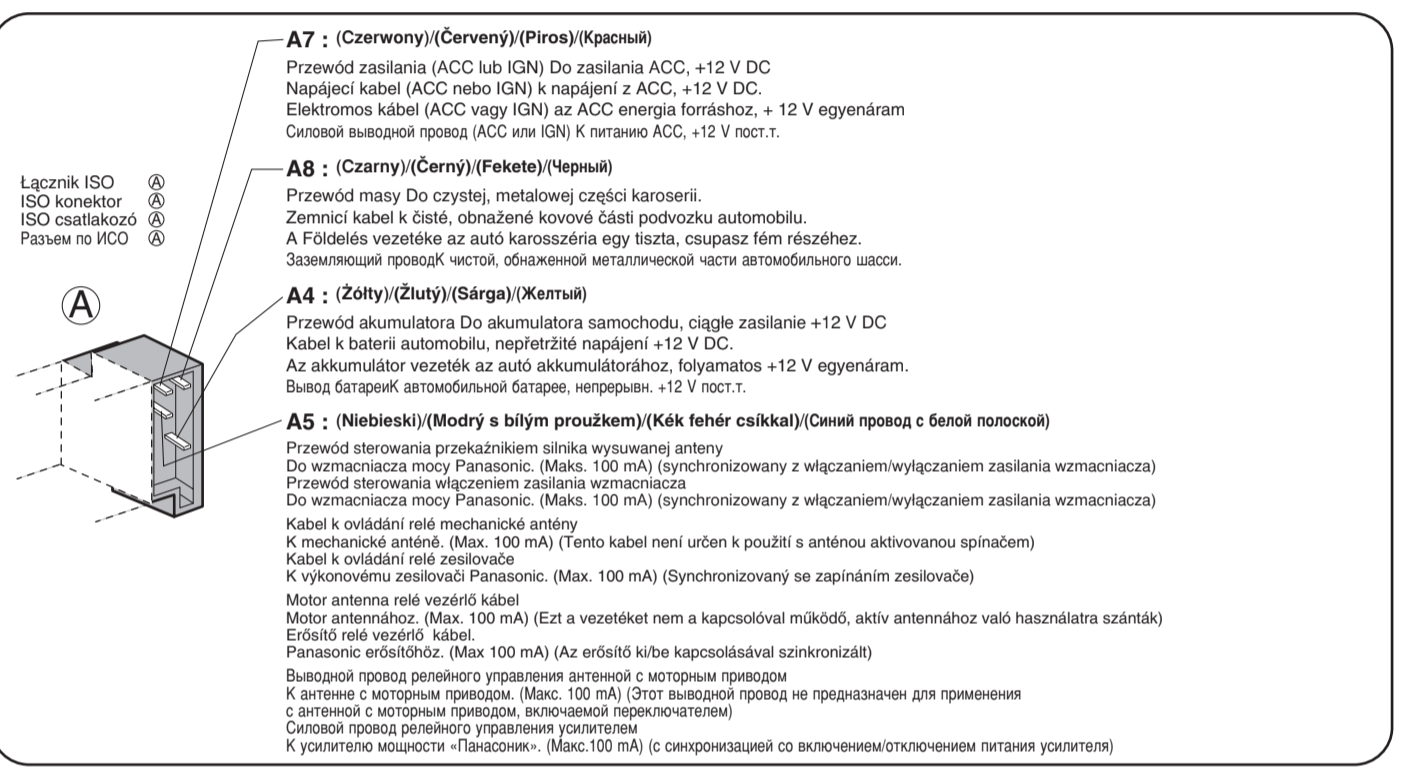 A7 : (Czerwony)/(Červený)/(Piros)/(Красный)
Przewód zasilania (ACC lub IGN) Do zasilania ACC, +12 V DC
Napájecí kabel (ACC nebo IGN) k napájení z ACC, +12 V DC.
Elektromos kábel (ACC vagy IGN) az ACC energia forráshoz, + 12 V egyenáram
Силовой выводной провод (ACC или IGN) К питанию ACC, +12 V пост.т.
A8 : (Czarny)/(Černý)/(Fekete)/(Черный)
Przewód masy Do czystej, metalowej części karoserii.
Zemnicí kabel k čisté, obnažené kovové části podvozku automobilu.
A Földelés vezetéke az autó karosszéria egy tiszta, csupasz fém részéhez.
Заземляющий проводК чистой, обнаженной металлической части автомобильного шасси.
Łącznik ISO Ⓐ
ISO konektor Ⓐ
ISO csatlakozó Ⓐ
Разъем по ИСО Ⓐ
Ⓐ
A4 : (Żółty)/(Žlutý)/(Sárga)/(Желтый)
Przewód akumulatora Do akumulatora samochodu, ciągłe zasilanie +12 V DC
Kabel k baterii automobilu, nepřetržité napájení +12 V DC.
Az akkumulátor vezeték az autó akkumulátorához, folyamatos +12 V egyenáram.
Вывод батареиК автомобильной батарее, непрерывн. +12 V пост.т.
A5 : (Niebieski)/(Modrý s bílým proužkem)/(Kék fehér csíkkal)/(Синий провод с белой полоской)
Przewód sterowania przekaźnikiem silnika wysuwanej anteny
Do wzmacniacza mocy Panasonic. (Maks. 100 mA) (synchronizowany z włączaniem/wyłączaniem zasilania wzmacniacza)
Przewód sterowania włączeniem zasilania wzmacniacza
Do wzmacniacza mocy Panasonic. (Maks. 100 mA) (synchronizowany z włączaniem/wyłączaniem zasilania wzmacniacza)
Kabel k ovládání relé mechanické antény
K mechanické anténě. (Max. 100 mA) (Tento kabel není určen k použití s anténou aktivovanou spínačem)
Kabel k ovládání relé zesilovače
K výkonovému zesilovači Panasonic. (Max. 100 mA) (Synchronizovaný se zapínáním zesilovače)
Motor antenna relé vezérlő kábel
Motor antennához. (Max. 100 mA) (Ezt a vezetéket nem a kapcsolóval működő, aktív antennához való használatra szánták)
Erősítő relé vezérlő kábel.
Panasonic erősítőhöz. (Max 100 mA) (Az erősítő ki/be kapcsolásával szinkronizált)
Выводной провод релейного управления антенной с моторным приводом
К антенне с моторным приводом. (Макс. 100 mA) (Этот выводной провод не предназначен для применения
с антенной с моторным приводом, включаемой переключателем)
Силовой провод релейного управления усилителем
К усилителю мощности «Панасоник». (Макс.100 mA) (с синхронизацией со включением/отключением питания усилителя)